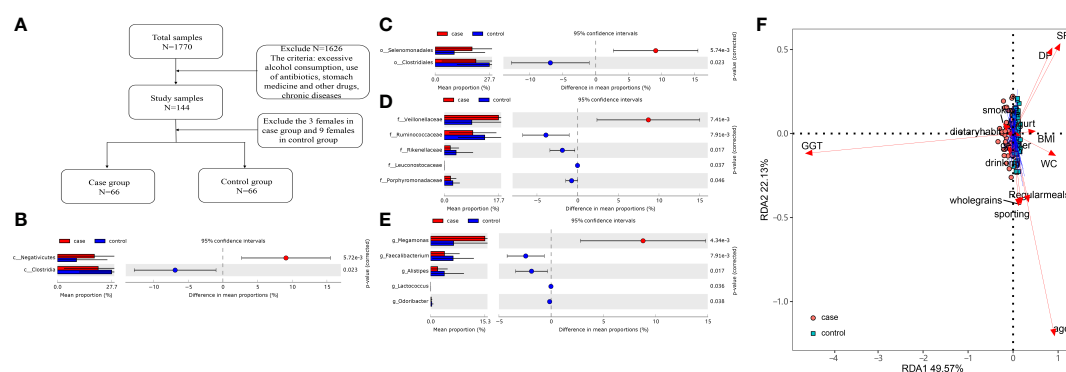 A
Total samples
N=1770
Exclude N=1626
The criteria: excessive
alcohol consumption, use
of antibiotics, stomach
medicine and other drugs,
chronic diseases
Study samples
N=144
Exclude the 3 females in
case group and 9 females
in control group
Case group
N=66
Control group
N=66
B
case control
95% confidence intervals
c__Negativicutes
c__Clostridia
5.72e-3
0.023
p-value (corrected)
0.0 27.7
Mean proportion (%)
−10 −5 0 5 10 15
Difference in mean proportions (%)
C
case control
95% confidence intervals
o__Selenomonadales
o__Clostridiales
5.74e-3
0.023
p-value (corrected)
0.0 27.7
Mean proportion (%)
−10 −5 0 5 10 15
Difference in mean proportions (%)
D
case control
95% confidence intervals
f__Veillonellaceae
f__Ruminococcaceae
f__Rikenellaceae
f__Leuconostocaceae
f__Porphyromonadaceae
7.41e-3
7.91e-3
0.017
0.037
0.046
p-value (corrected)
0.0 17.7
Mean proportion (%)
−5 0 5 10 15
Difference in mean proportions (%)
E
case control
95% confidence intervals
g_Megamonas
g_Faecalibacterium
g_Alistipes
g_Lactococcus
g_Odoribacter
4.34e-3
7.91e-3
0.017
0.036
0.038
p-value (corrected)
0.0 15.3
Mean proportion (%)
−5 0 5 10 15
Difference in mean proportions (%)
F
RDA2 22.13%
0.5
0.0
−0.5
−1.0
DP
smoking
dietaryhabit
BMI
GGT
WC
drinking
Regularmeals
wholegrains
sporting
age
case
control
−4 −3 −2 −1 0 1
RDA1 49.57%